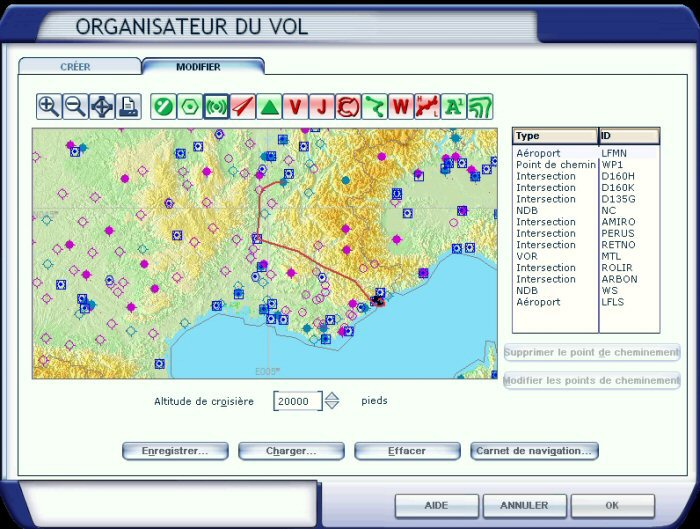 ORGANISATEUR DU VOL
CRÉER
MODIFIER
V J W H L A1
Type ID
Aéroport LFMN
Point de chemin WP1
Intersection D160H
Intersection D160K
Intersection D135G
NDB NC
Intersection AMIRO
Intersection PERUS
Intersection RETNO
VOR MTL
Intersection ROLIR
Intersection ARBON
NDB WS
Aéroport LFLS
E005°
Supprimer le point de cheminement
Modifier les points de cheminement
Altitude de croisière 20000 pieds
Enregistrer... Charger... Effacer Carnet de navigation...
AIDE ANNULER OK